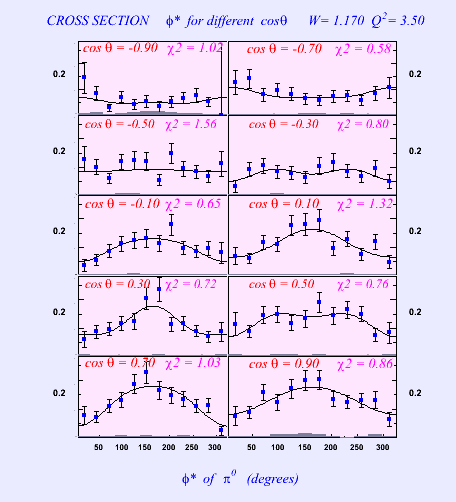 CROSS SECTION ϕ* for different cosθ W= 1.170 Q²= 3.50
cos θ = -0.90 χ2 = 1.02
cos θ = -0.70 χ2 = 0.58
0.2 0.2
cos θ = -0.50 χ2 = 1.56
cos θ = -0.30 χ2 = 0.80
0.2 0.2
cos θ = -0.10 χ2 = 0.65
cos θ = 0.10 χ2 = 1.32
0.2 0.2
cos θ = 0.30 χ2 = 0.72
cos θ = 0.50 χ2 = 0.76
0.2 0.2
cos θ = 0.70 χ2 = 1.03
cos θ = 0.90 χ2 = 0.86
0.2 0.2
50 100 150 200 250 300 50 100 150 200 250 300
ϕ* of π⁰ (degrees)